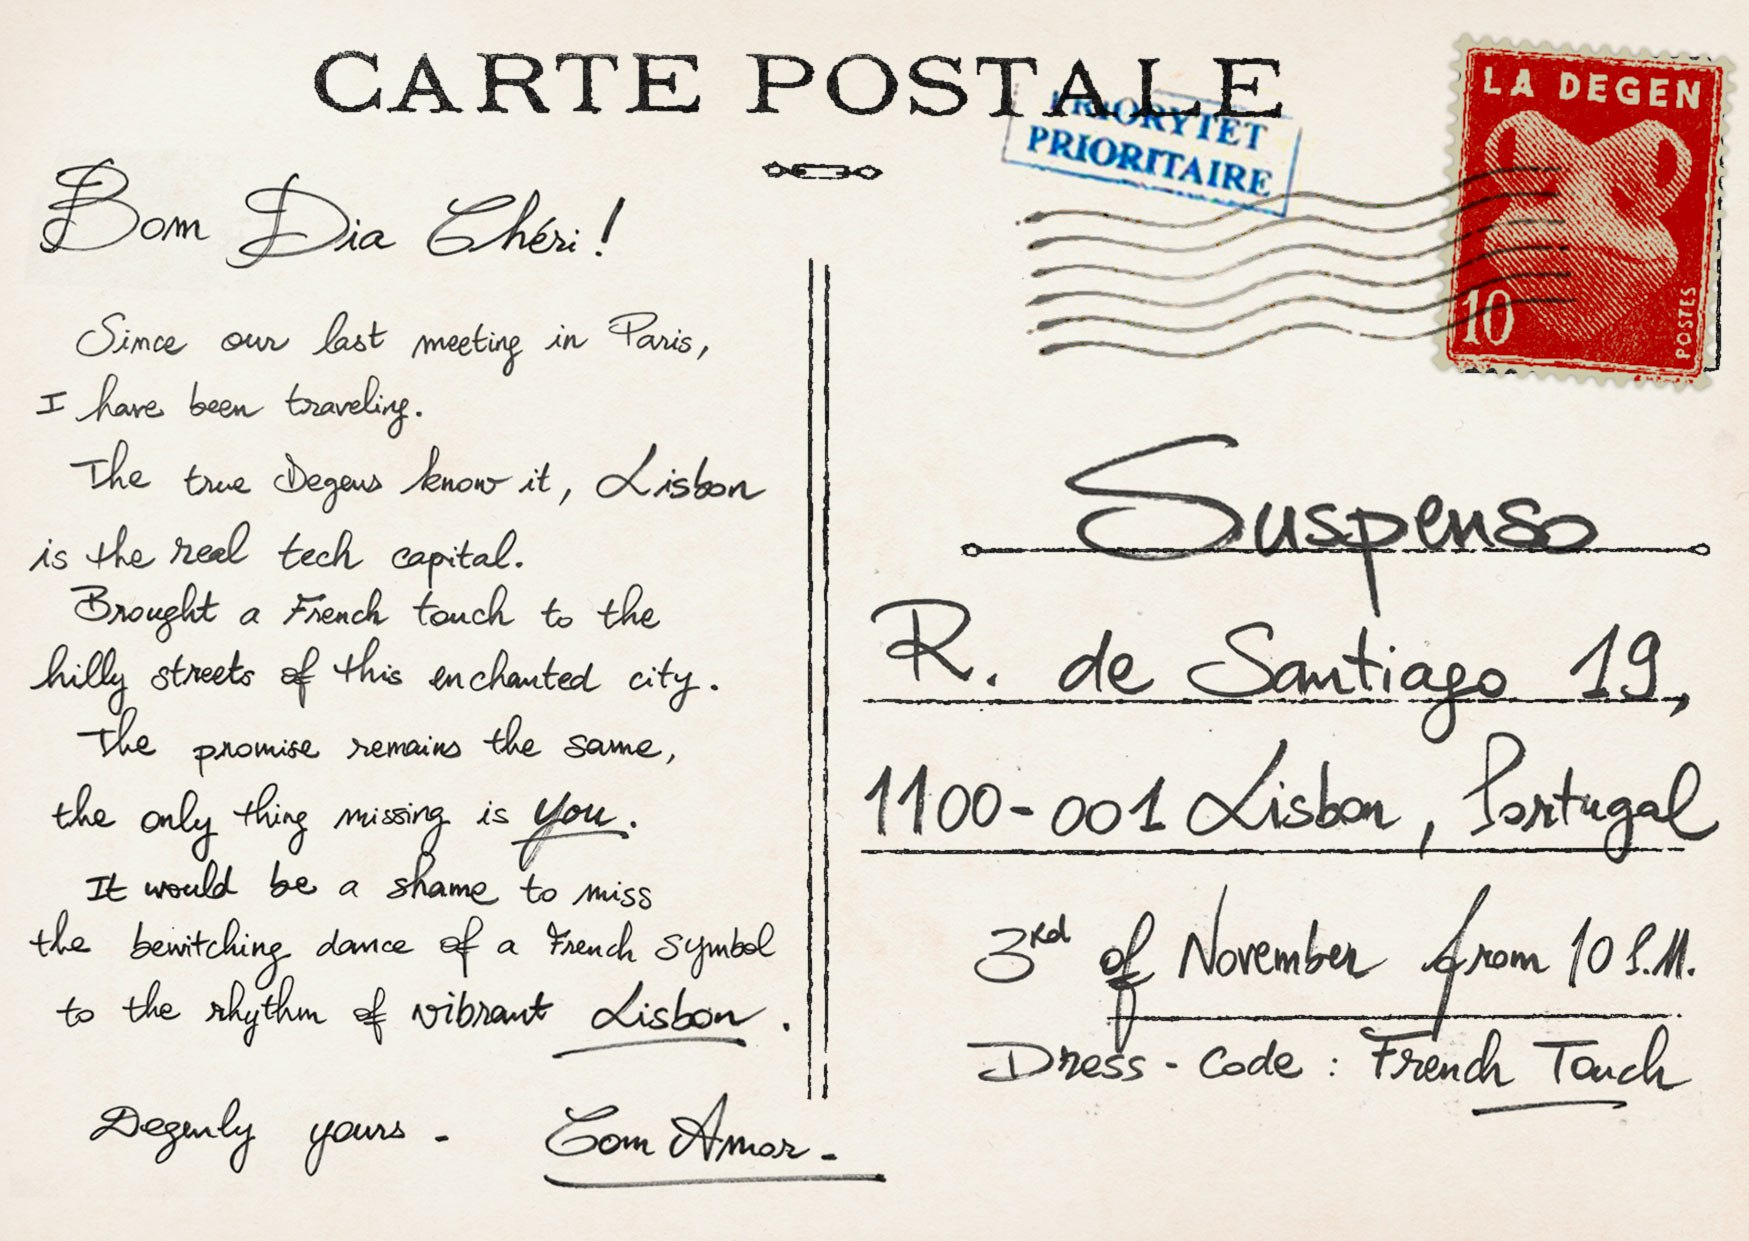 CARTE POSTALE
PRIORYTET
PRIORITAIRE
LA DEGEN
10
POSTES
Bom Dia Chéri !
Since our last meeting in Paris,
I have been traveling.
The true Degens know it, Lisbon
is the real tech capital.
Brought a French touch to the
hilly streets of this enchanted city.
The promise remains the same,
the only thing missing is you.
It would be a shame to miss
the bewitching dance of a French symbol
to the rhythm of vibrant Lisbon.
Degenly yours - Com Amor -
Suspenso
R. de Santiago 19,
1100-001 Lisbon, Portugal
3rd of November from 10 P.M.
Dress-Code : French Touch